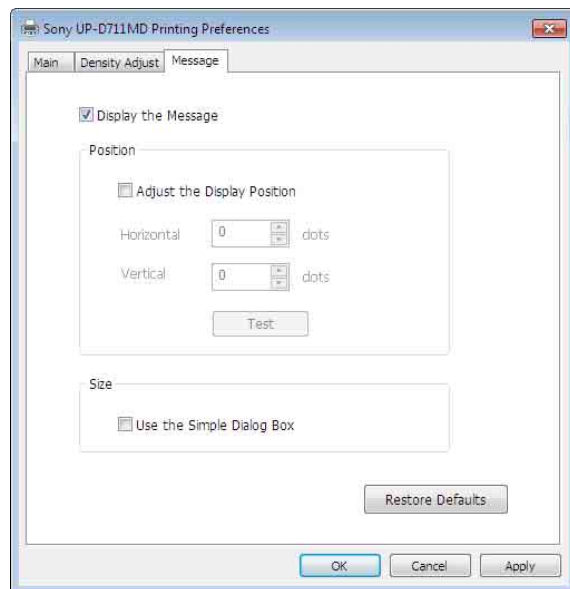 Sony UP-D711MD Printing Preferences
Main Density Adjust Message
Display the Message
Position
Adjust the Display Position
Horizontal 0 dots
Vertical 0 dots
Test
Size
Use the Simple Dialog Box
Restore Defaults
OK Cancel Apply